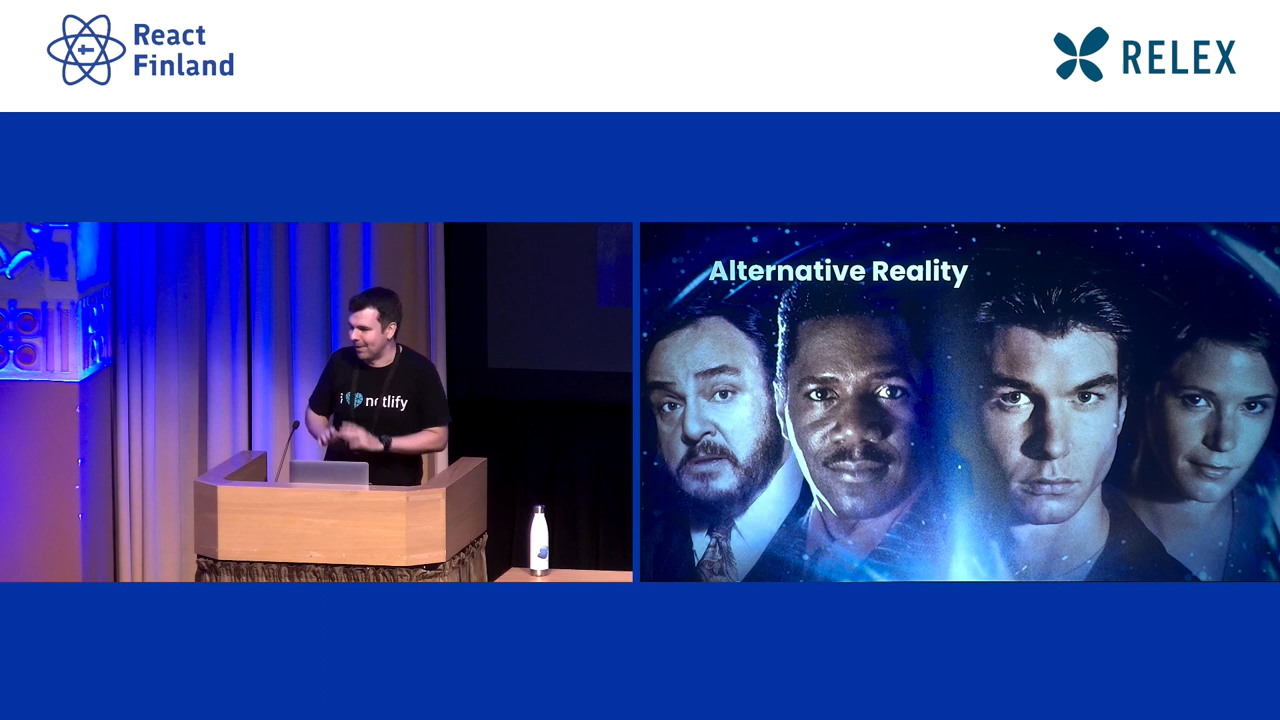 React
Finland
RELEX
Alternative Reality
netlify